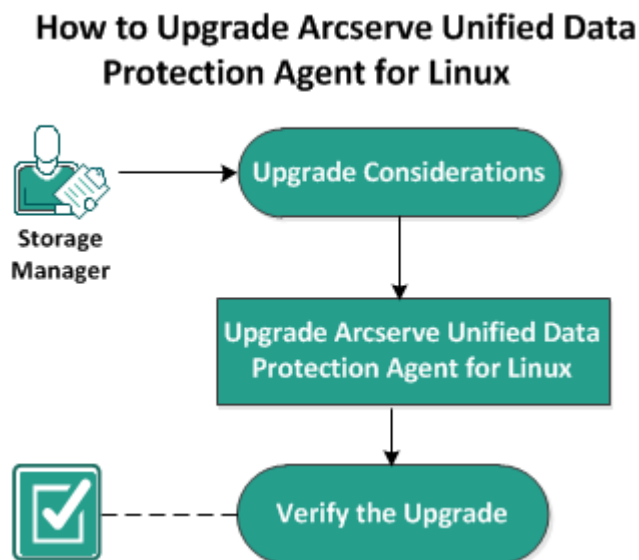 How to Upgrade Arcserve Unified Data
Protection Agent for Linux
Upgrade Considerations
Storage
Manager
Upgrade Arcserve Unified Data
Protection Agent for Linux
Verify the Upgrade